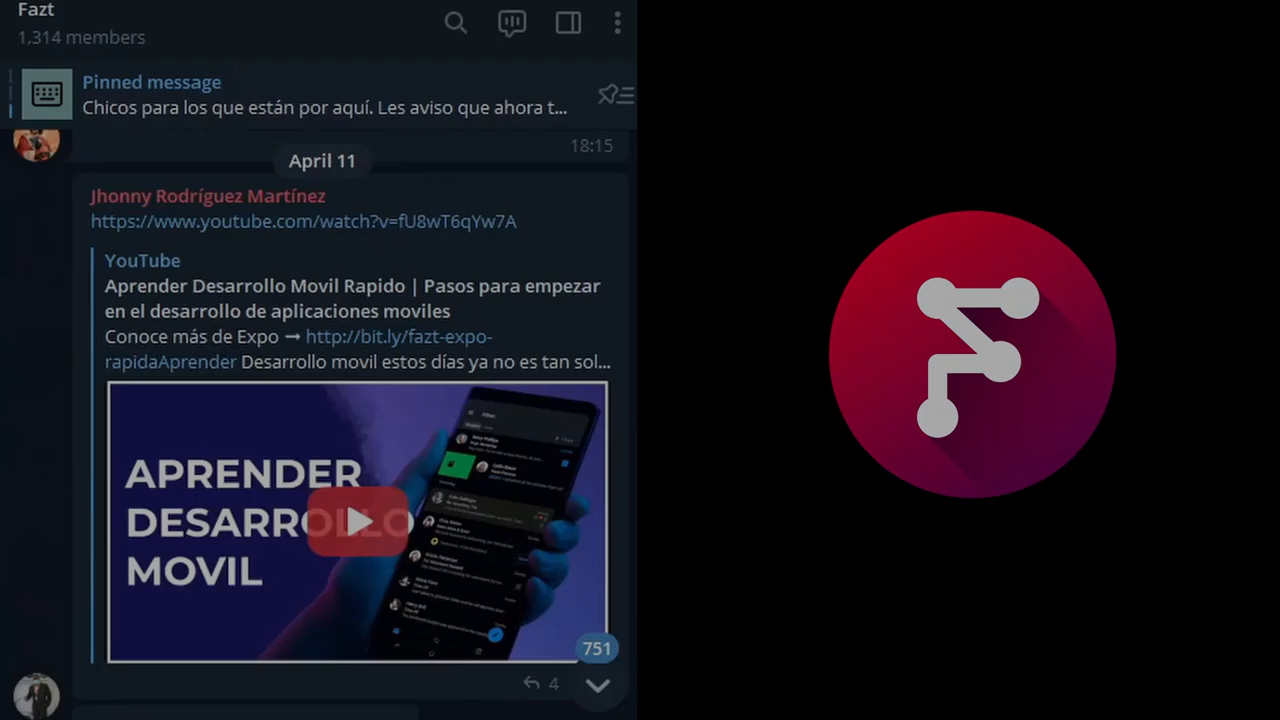 Fazt
1,314 members
Pinned message
Chicos para los que están por aquí. Les aviso que ahora t...
18:15
April 11
Jhonny Rodríguez Martínez
https://www.youtube.com/watch?v=fU8wT6qYw7A
YouTube
Aprender Desarrollo Movil Rapido | Pasos para empezar
en el desarrollo de aplicaciones moviles
Conoce más de Expo ➞ http://bit.ly/fazt-expo-
rapidaAprender Desarrollo movil estos días ya no es tan sol...
APRENDER
DESARROLLO
MOVIL
751
4